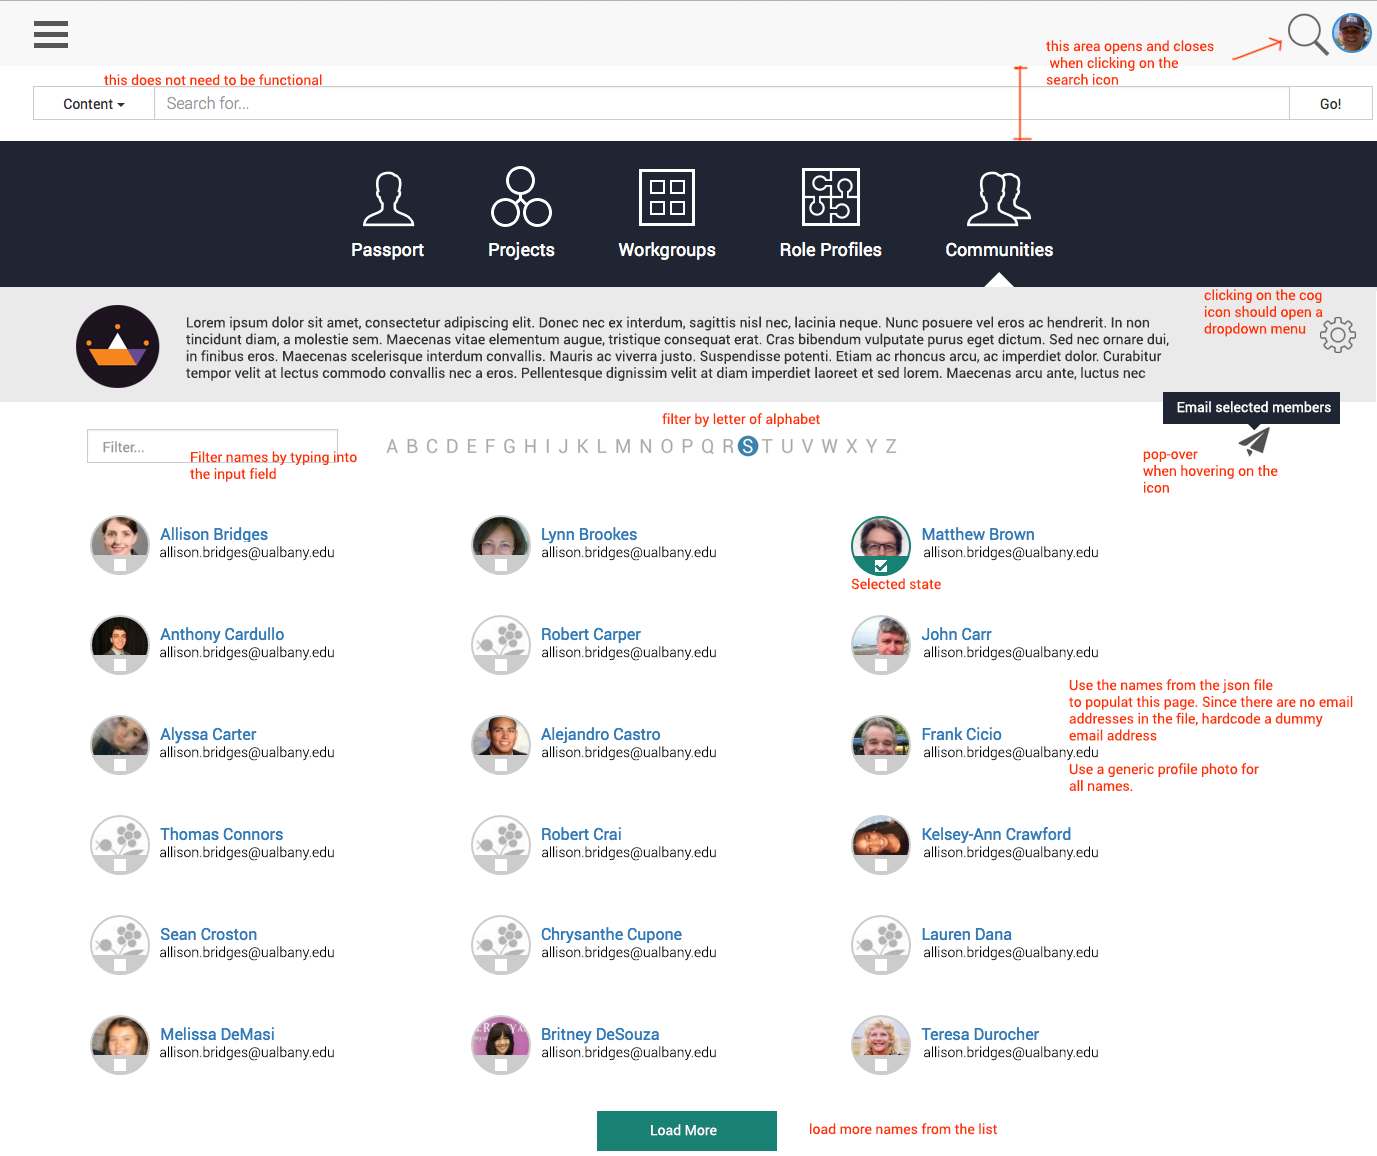 this area opens and closes
when clicking on the
search icon
this does not need to be functional
Content
Search for...
Go!
Passport
Projects
Workgroups
Role Profiles
Communities
clicking on the cog
icon should open a
dropdown menu
Lorem ipsum dolor sit amet, consectetur adipiscing elit. Donec nec ex interdum, sagittis nisl nec, lacinia neque. Nunc posuere vel eros ac hendrerit. In non
tincidunt diam, a molestie sem. Maecenas vitae elementum augue, tristique consequat erat. Cras bibendum vulputate purus eget dictum. Sed nec ornare dui,
in finibus eros. Maecenas scelerisque interdum convallis. Mauris ac viverra justo. Suspendisse potenti. Etiam ac rhoncus arcu, ac imperdiet dolor. Curabitur
tempor velit at lectus commodo convallis nec a eros. Pellentesque dignissim velit at diam imperdiet laoreet et sed lorem. Maecenas arcu ante, luctus nec
Email selected members
filter by letter of alphabet
Filter...
A B C D E F G H I J K L M N O P Q R S T U V W X Y Z
Filter names by typing into
the input field
pop-over
when hovering on the
icon
Allison Bridges
allison.bridges@ualbany.edu
Lynn Brookes
allison.bridges@ualbany.edu
Matthew Brown
allison.bridges@ualbany.edu
Selected state
Anthony Cardullo
allison.bridges@ualbany.edu
Robert Carper
allison.bridges@ualbany.edu
John Carr
allison.bridges@ualbany.edu
Use the names from the json file
to populat this page. Since there are no email
addresses in the file, hardcode a dummy
email address
Alyssa Carter
allison.bridges@ualbany.edu
Alejandro Castro
allison.bridges@ualbany.edu
Frank Cicio
allison.bridges@ualbany.edu
Use a generic profile photo for
all names.
Thomas Connors
allison.bridges@ualbany.edu
Robert Crai
allison.bridges@ualbany.edu
Kelsey-Ann Crawford
allison.bridges@ualbany.edu
Sean Croston
allison.bridges@ualbany.edu
Chrysanthe Cupone
allison.bridges@ualbany.edu
Lauren Dana
allison.bridges@ualbany.edu
Melissa DeMasi
allison.bridges@ualbany.edu
Britney DeSouza
allison.bridges@ualbany.edu
Teresa Durocher
allison.bridges@ualbany.edu
Load More
load more names from the list